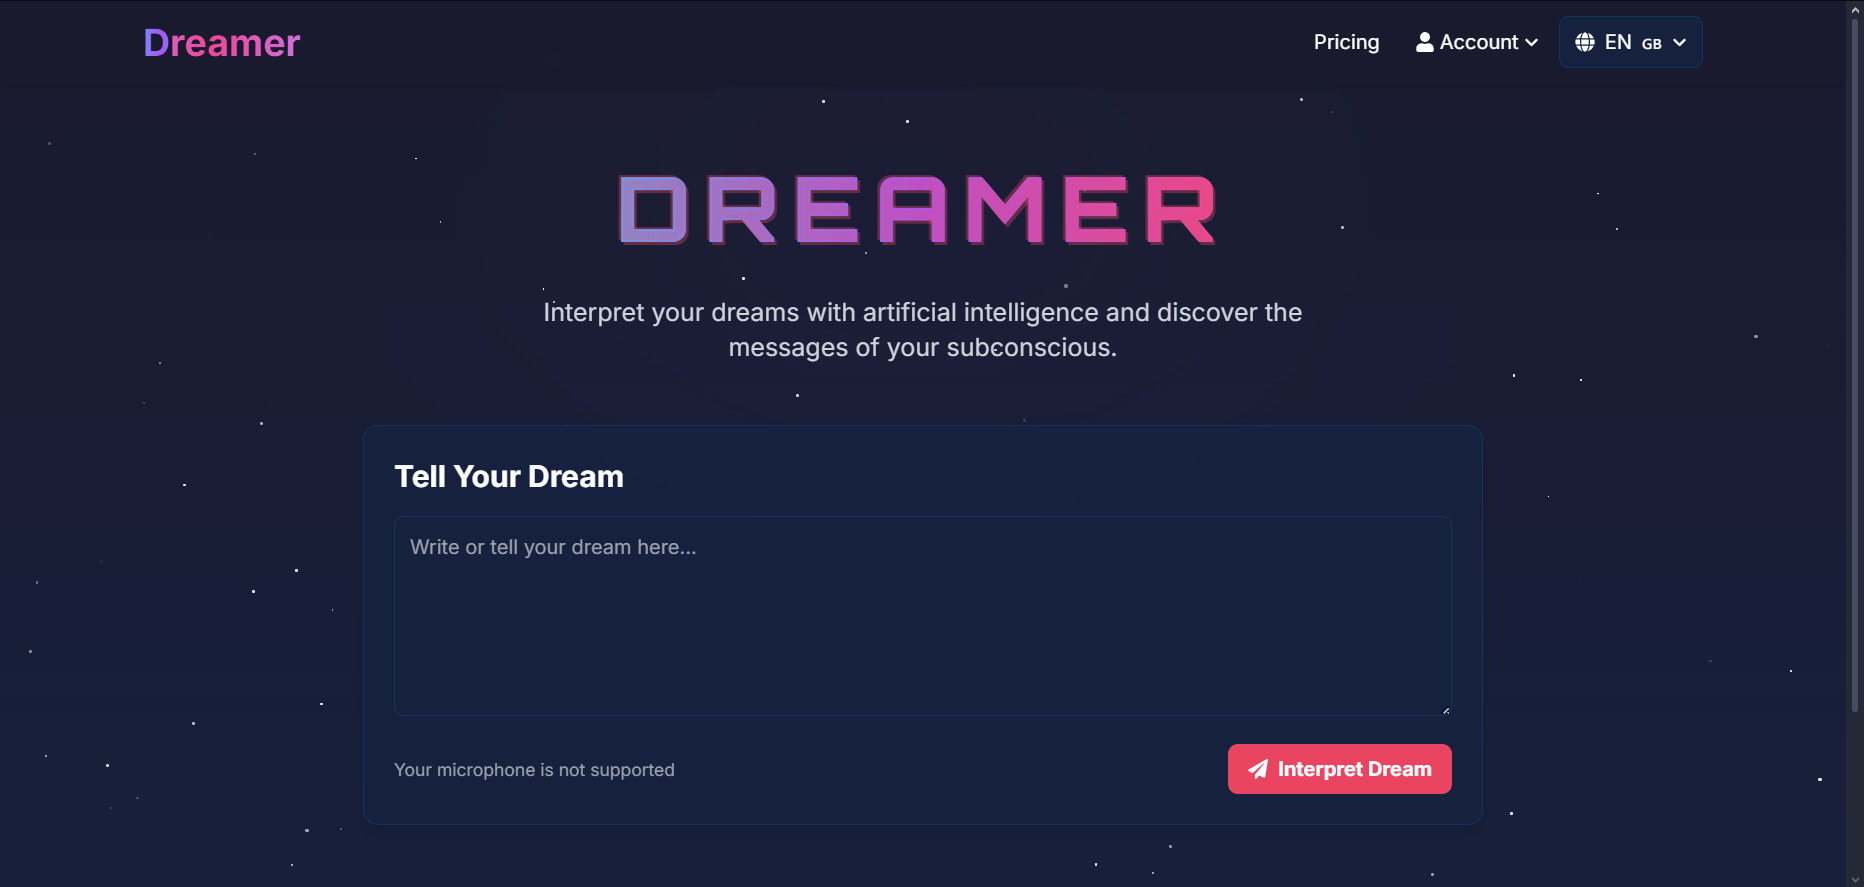 Dreamer
Pricing
Account
EN GB
DREAMER
Interpret your dreams with artificial intelligence and discover the
messages of your subconscious.
Tell Your Dream
Write or tell your dream here...
Your microphone is not supported
Interpret Dream